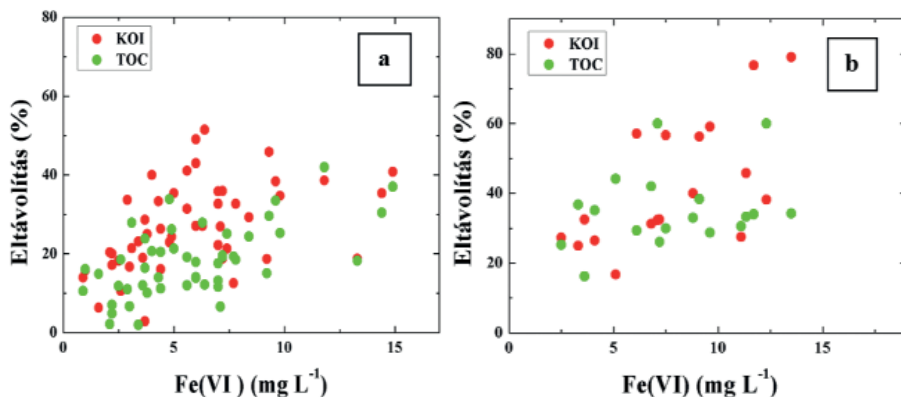 80
60
40
20
0
Eltávolítás (%)
KOI
TOC
a
0 5 10 15
Fe(VI ) (mg L⁻¹)
80
60
40
20
0
Eltávolítás (%)
KOI
TOC
b
0 5 10 15
Fe(VI) (mg L⁻¹)